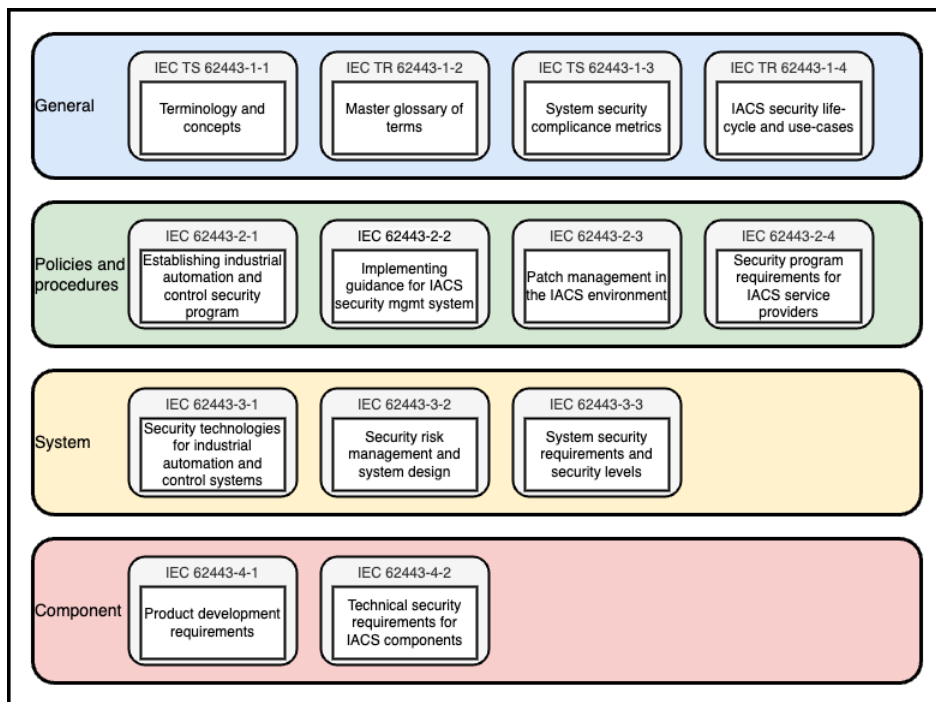 General
IEC TS 62443-1-1
Terminology and
concepts
IEC TR 62443-1-2
Master glossary of
terms
IEC TS 62443-1-3
System security
complicance metrics
IEC TR 62443-1-4
IACS security life-
cycle and use-cases
Policies and
procedures
IEC 62443-2-1
Establishing industrial
automation and
control security
program
IEC 62443-2-2
Implementing
guidance for IACS
security mgmt system
IEC 62443-2-3
Patch management in
the IACS environment
IEC 62443-2-4
Security program
requirements for
IACS service
providers
System
IEC 62443-3-1
Security technologies
for industrial
automation and
control systems
IEC 62443-3-2
Security risk
management and
system design
IEC 62443-3-3
System security
requirements and
security levels
Component
IEC 62443-4-1
Product development
requirements
IEC 62443-4-2
Technical security
requirements for
IACS components